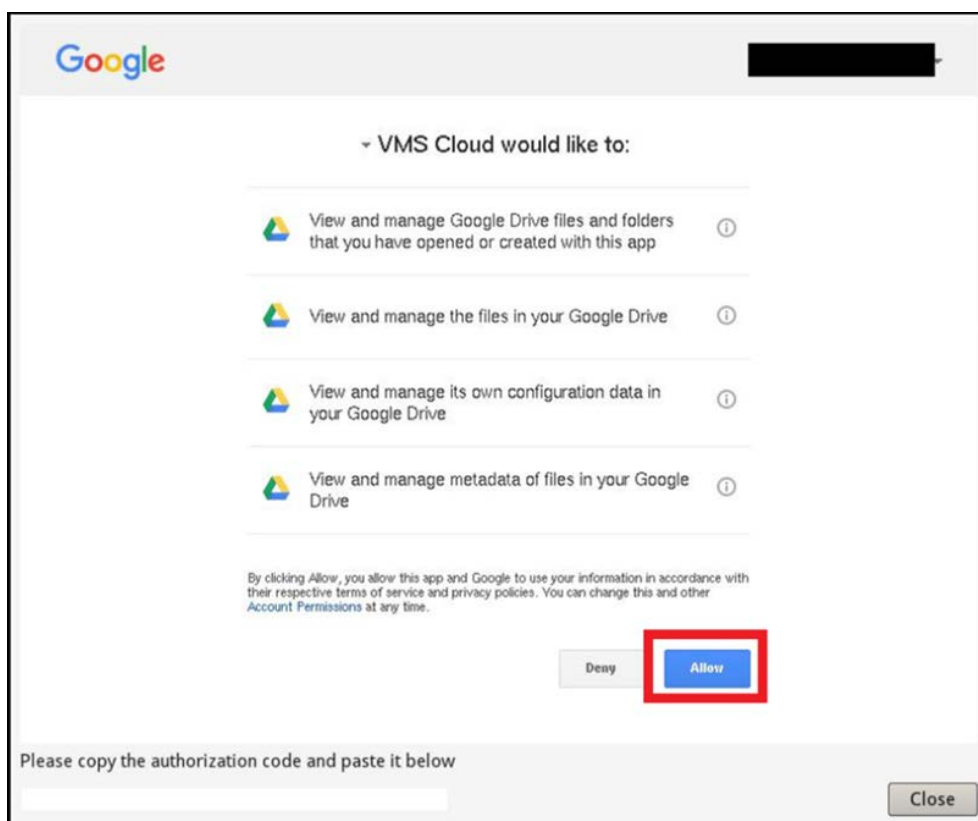 Google
VMS Cloud would like to:
View and manage Google Drive files and folders
that you have opened or created with this app
View and manage the files in your Google Drive
View and manage its own configuration data in
your Google Drive
View and manage metadata of files in your Google
Drive
By clicking Allow, you allow this app and Google to use your information in accordance with
their respective terms of service and privacy policies. You can change this and other
Account Permissions at any time.
Deny
Allow
Please copy the authorization code and paste it below
Close